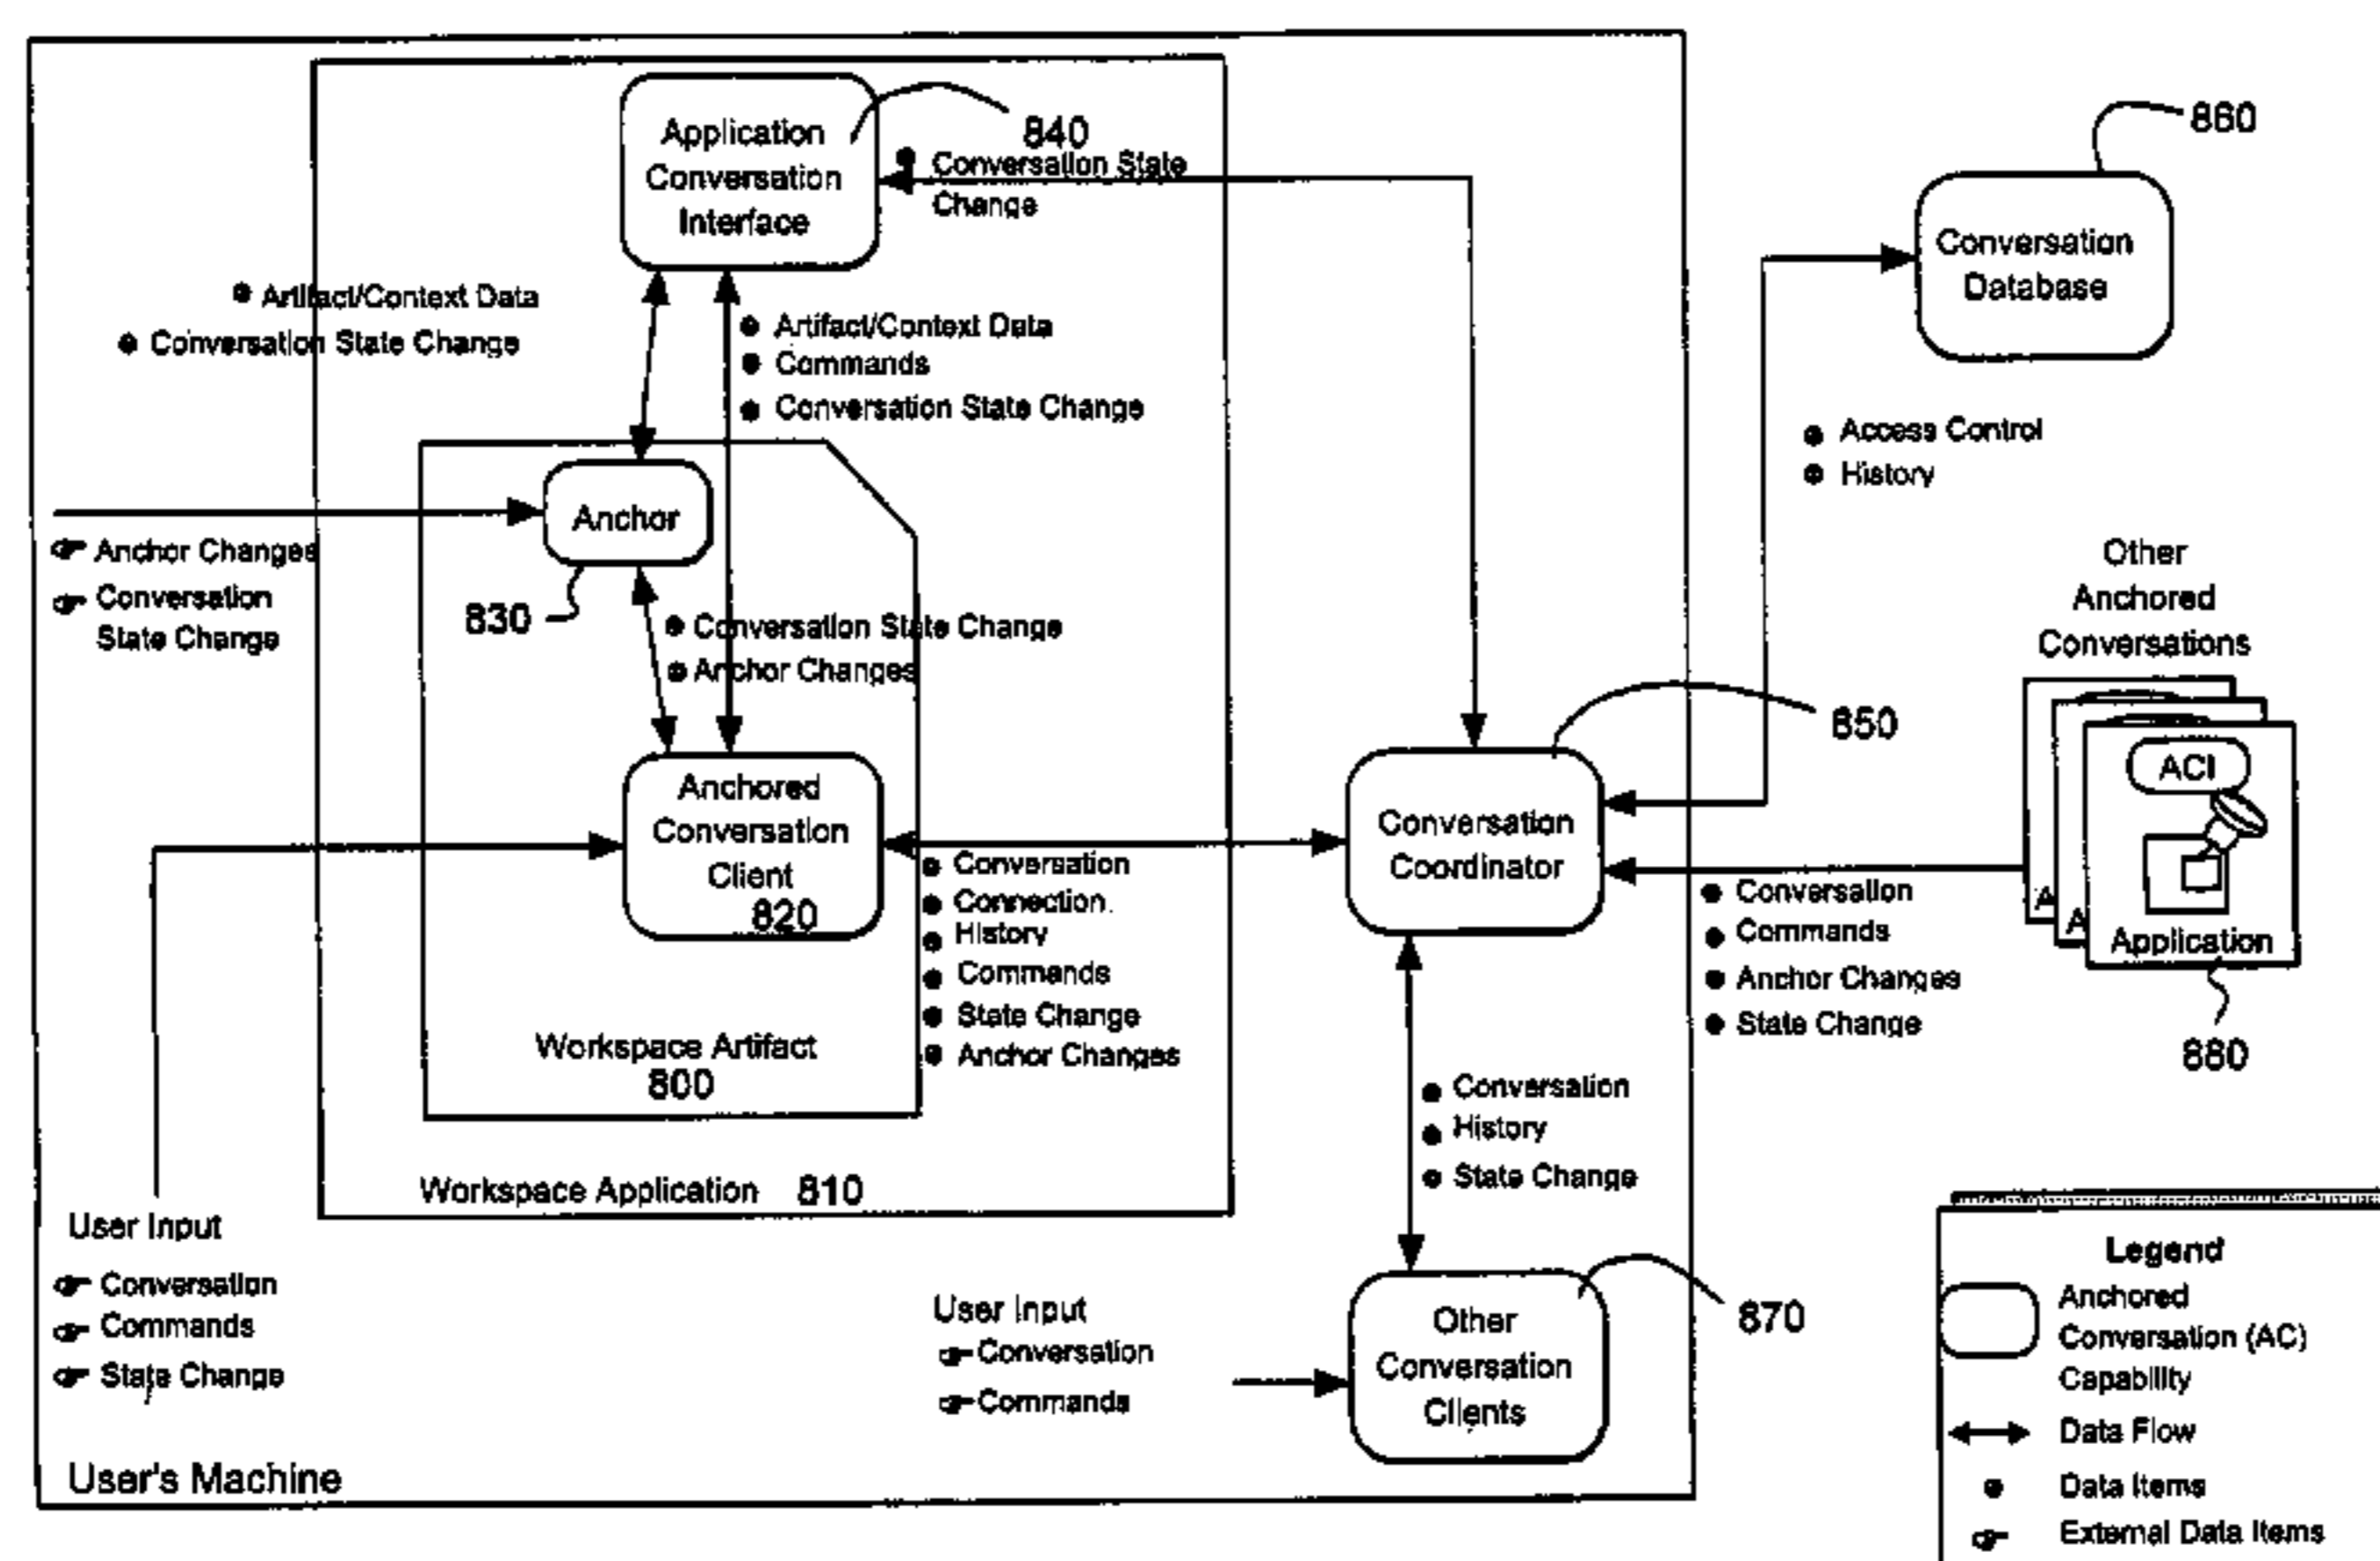 Application
Conversation
Interface
840
Conversation State
Change
860
Conversation
Database
Artifact/Context Data
Conversation State Change
Artifact/Context Data
Commands
Conversation State Change
Access Control
History
Anchor
Anchor Changes
Conversation
State Change
830
Conversation State Change
Anchor Changes
Other
Anchored
Conversations
850
Anchored
Conversation
Client
820
Conversation
Coordinator
ACI
A
A
Application
880
Conversation
Connection
History
Commands
State Change
Anchor Changes
Conversation
Commands
Anchor Changes
State Change
Workspace Artifact
800
Conversation
History
State Change
Workspace Application 810
User Input
Conversation
Commands
State Change
User Input
Conversation
Commands
Other
Conversation
Clients
870
User's Machine
Legend
Anchored
Conversation (AC)
Capability
Data Flow
Data Items
External Data Items